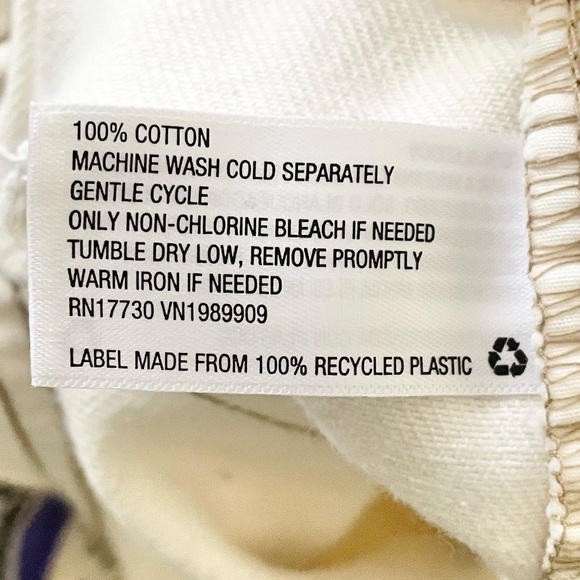 100% COTTON
MACHINE WASH COLD SEPARATELY
GENTLE CYCLE
ONLY NON-CHLORINE BLEACH IF NEEDED
TUMBLE DRY LOW, REMOVE PROMPTLY
WARM IRON IF NEEDED
RN17730 VN1989909
LABEL MADE FROM 100% RECYCLED PLASTIC